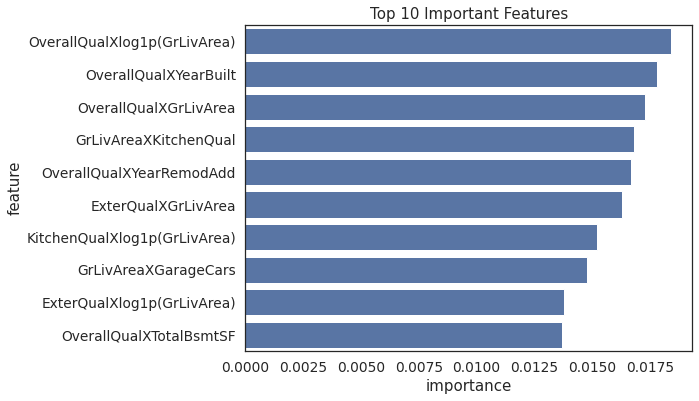 Top 10 Important Features
OverallQualXlog1p(GrLivArea)
OverallQualXYearBuilt
OverallQualXGrLivArea
GrLivAreaXKitchenQual
OverallQualXYearRemodAdd
ExterQualXGrLivArea
KitchenQualXlog1p(GrLivArea)
GrLivAreaXGarageCars
ExterQualXlog1p(GrLivArea)
OverallQualXTotalBsmtSF
feature
0.0000 0.0025 0.0050 0.0075 0.0100 0.0125 0.0150 0.0175
importance